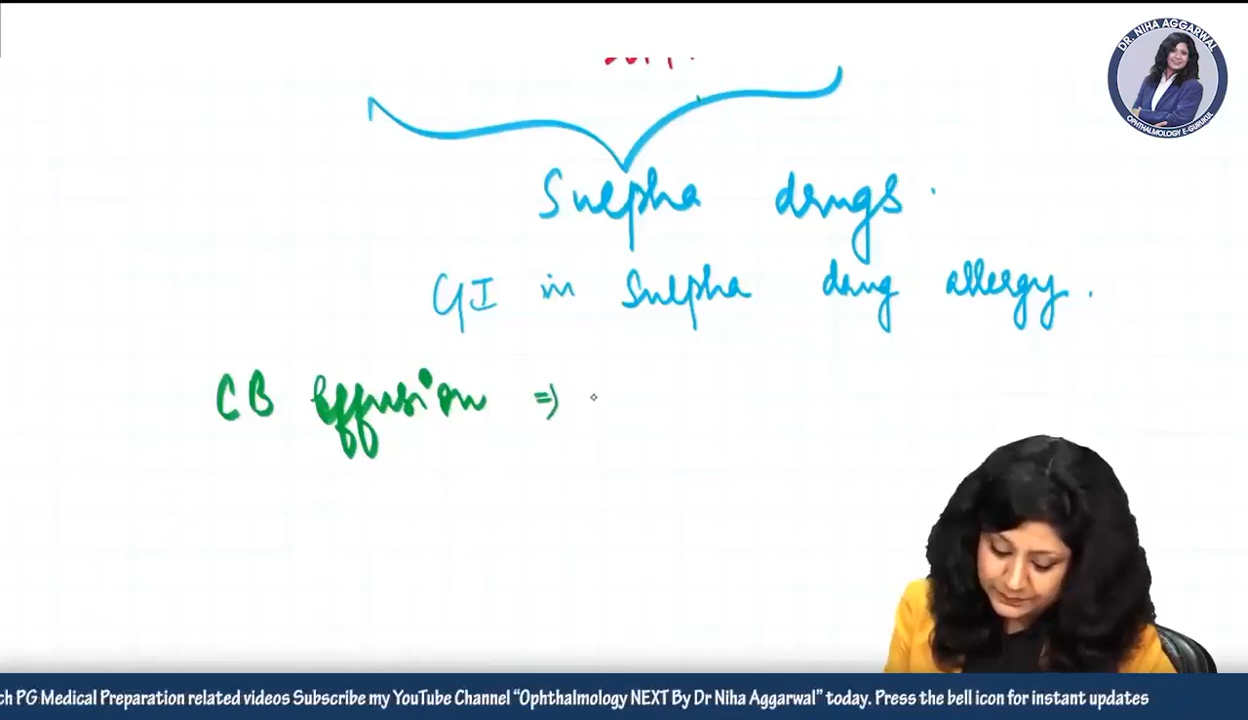 DR. NIHA AGGARWAL
OPHTHALMOLOGY E-GURUKUL
Sulpha drugs.
CI in Sulpha drug allergy.
CB effusion ⇒
ch PG Medical Preparation related videos Subscribe my YouTube Channel “Ophthalmology NEXT By Dr Niha Aggarwal” today. Press the bell icon for instant updates